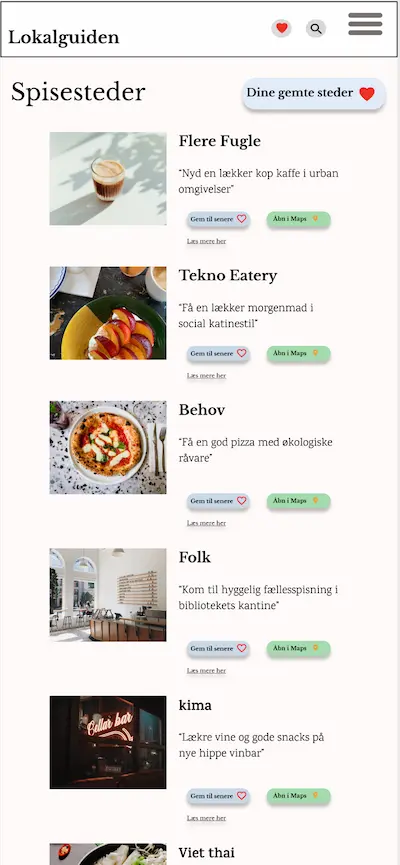 Lokalguiden
Spisesteder
Dine gemte steder
Flere Fugle
"Nyd en lækker kop kaffe i urban
omgivelser"
Gem til senere
Åbn i Maps
Læs mere her
Tekno Eatery
"Få en lækker morgenmad i
social katinestil"
Gem til senere
Åbn i Maps
Læs mere her
Behov
"Få en god pizza med økologiske
råvare"
Gem til senere
Åbn i Maps
Læs mere her
Folk
"Kom til hyggelig fællesspisning i
bibliotekets kantine"
Gem til senere
Åbn i Maps
Læs mere her
kima
"Lækre vine og gode snacks på
nye hippe vinbar"
Cellar bar
Gem til senere
Åbn i Maps
Læs mere her
Viet thai